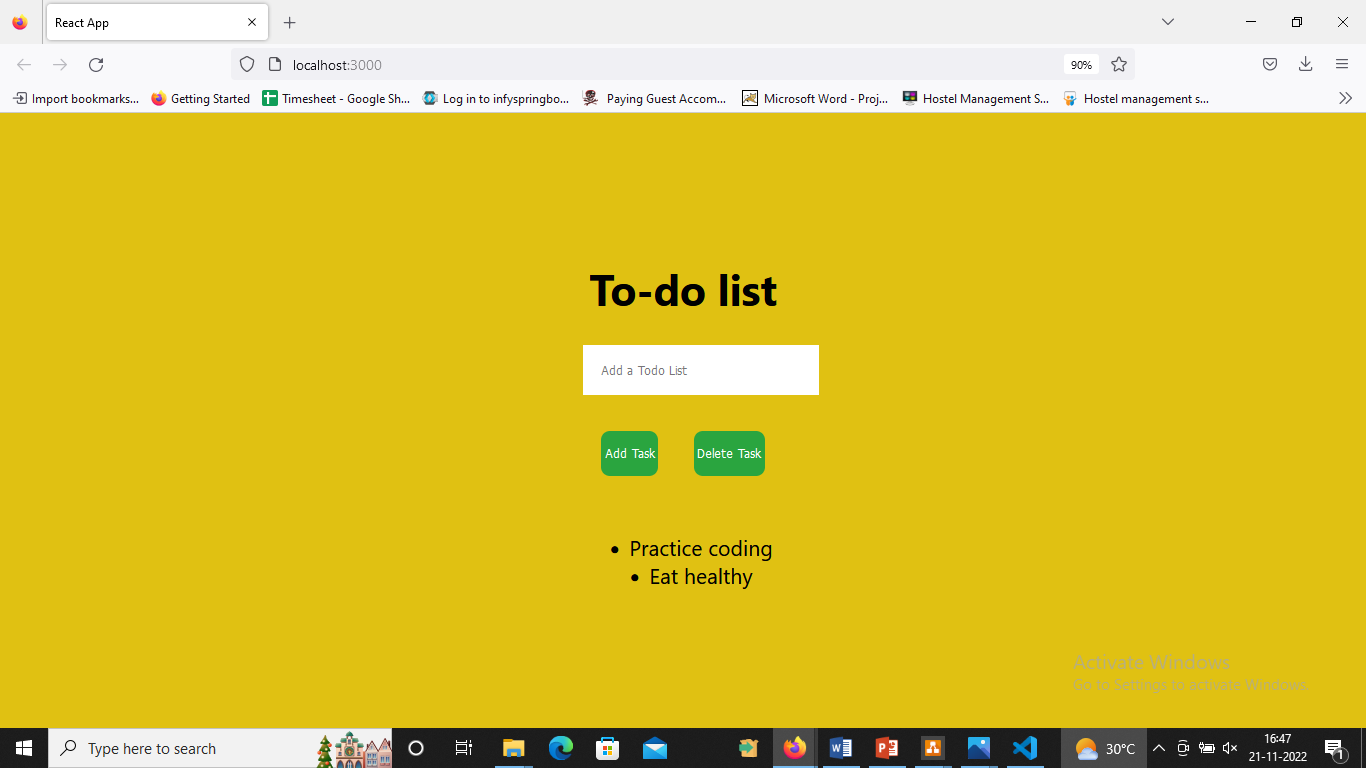 React App
localhost:3000
90%
Import bookmarks...
Getting Started
Timesheet - Google Sh...
Log in to infyspringbo...
Paying Guest Accom...
Microsoft Word - Proj...
Hostel Management S...
Hostel management s...
To-do list
Add a Todo List
Add Task
Delete Task
• Practice coding
• Eat healthy
Activate Windows
Go to Settings to activate Windows.
Type here to search
30°C
16:47
21-11-2022
1